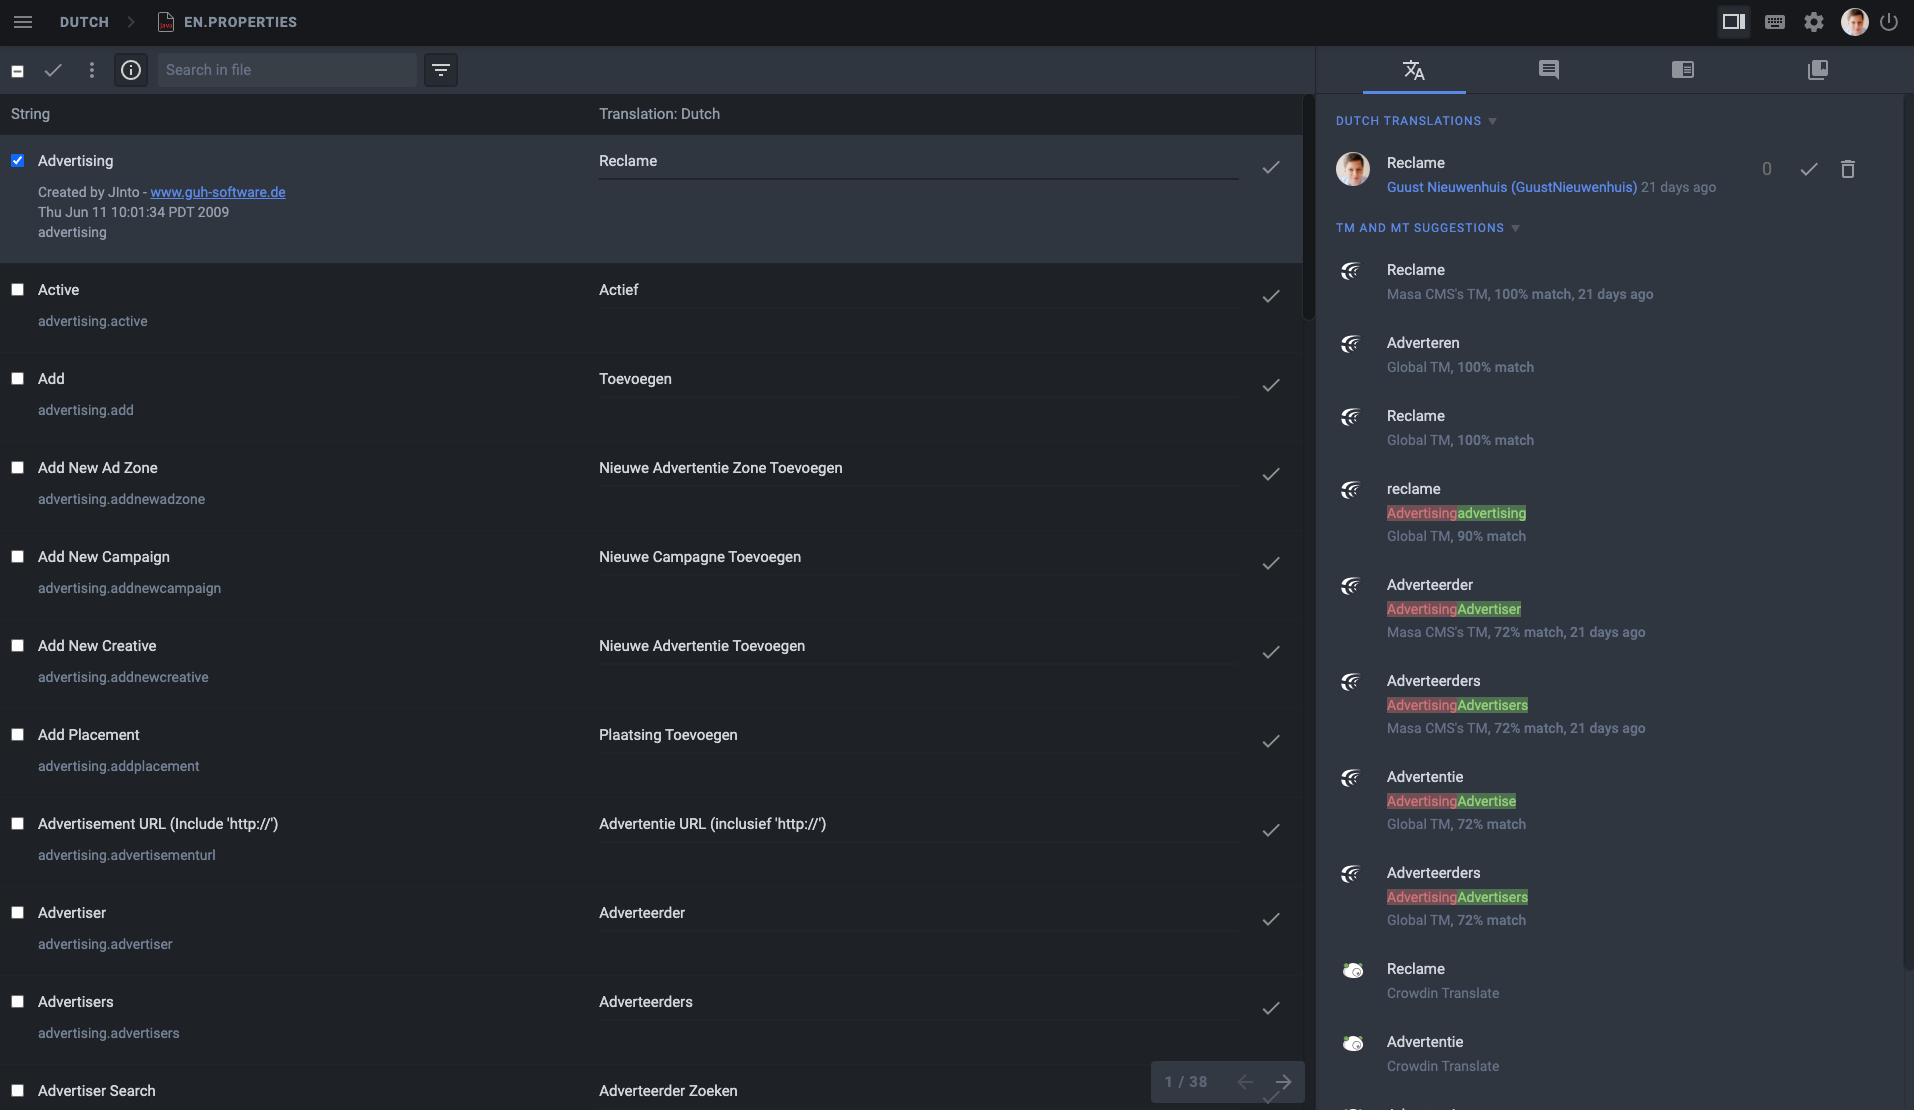 DUTCH
EN.PROPERTIES
Search in file
String
Translation: Dutch
Advertising
Reclame
Created by JInto - www.guh-software.de
Thu Jun 11 10:01:34 PDT 2009
advertising
Active
Actief
advertising.active
Add
Toevoegen
advertising.add
Add New Ad Zone
Nieuwe Advertentie Zone Toevoegen
advertising.addnewadzone
Add New Campaign
Nieuwe Campagne Toevoegen
advertising.addnewcampaign
Add New Creative
Nieuwe Advertentie Toevoegen
advertising.addnewcreative
Add Placement
Plaatsing Toevoegen
advertising.addplacement
Advertisement URL (Include 'http://')
Advertentie URL (inclusief 'http://')
advertising.advertisementurl
Advertiser
Adverteerder
advertising.advertiser
Advertisers
Adverteerders
advertising.advertisers
Advertiser Search
Adverteerder Zoeken
1 / 38
DUTCH TRANSLATIONS
Reclame
Guust Nieuwenhuis (GuustNieuwenhuis) 21 days ago
0
TM AND MT SUGGESTIONS
Reclame
Masa CMS's TM, 100% match, 21 days ago
Adverteren
Global TM, 100% match
Reclame
Global TM, 100% match
reclame
Advertisingadvertising
Global TM, 90% match
Adverteerder
AdvertisingAdvertiser
Masa CMS's TM, 72% match, 21 days ago
Adverteerders
AdvertisingAdvertisers
Masa CMS's TM, 72% match, 21 days ago
Advertentie
AdvertisingAdvertise
Global TM, 72% match
Adverteerders
AdvertisingAdvertisers
Global TM, 72% match
Reclame
Crowdin Translate
Advertentie
Crowdin Translate